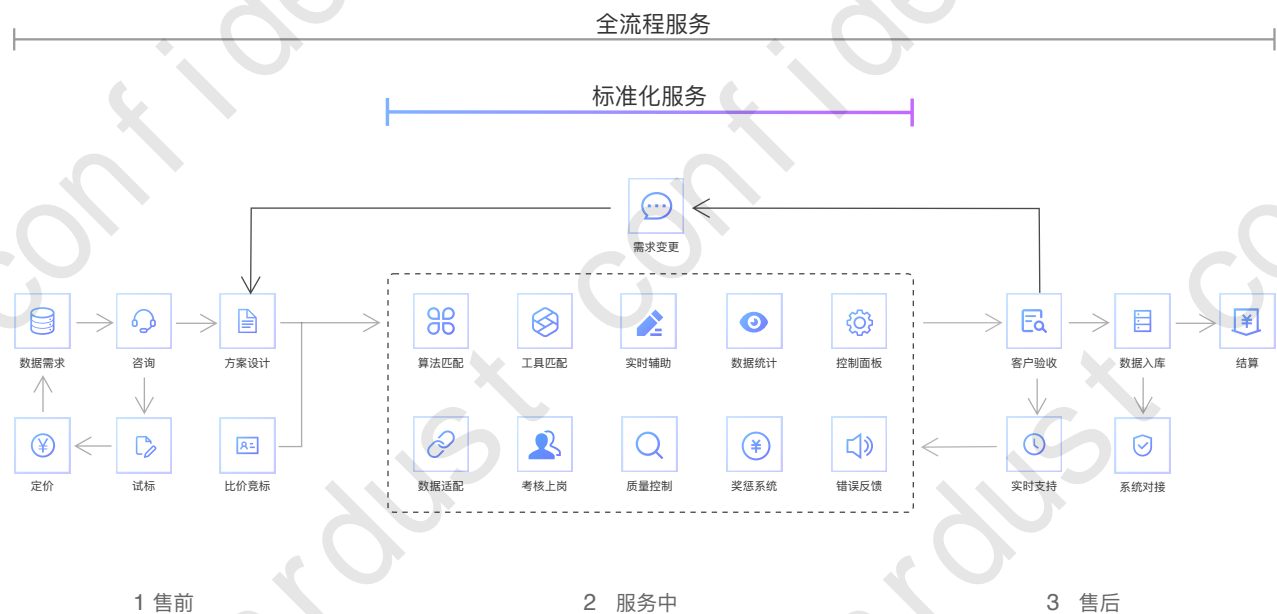 全流程服务
标准化服务
需求变更
数据需求 咨询 方案设计 算法匹配 工具匹配 实时辅助 数据统计 控制面板 客户验收 数据入库 结算
定价 试标 比价竞标 数据适配 考核上岗 质量控制 奖惩系统 错误反馈 实时支持 系统对接
1 售前 2 服务中 3 售后
confide
confide
co
rdust
rdust